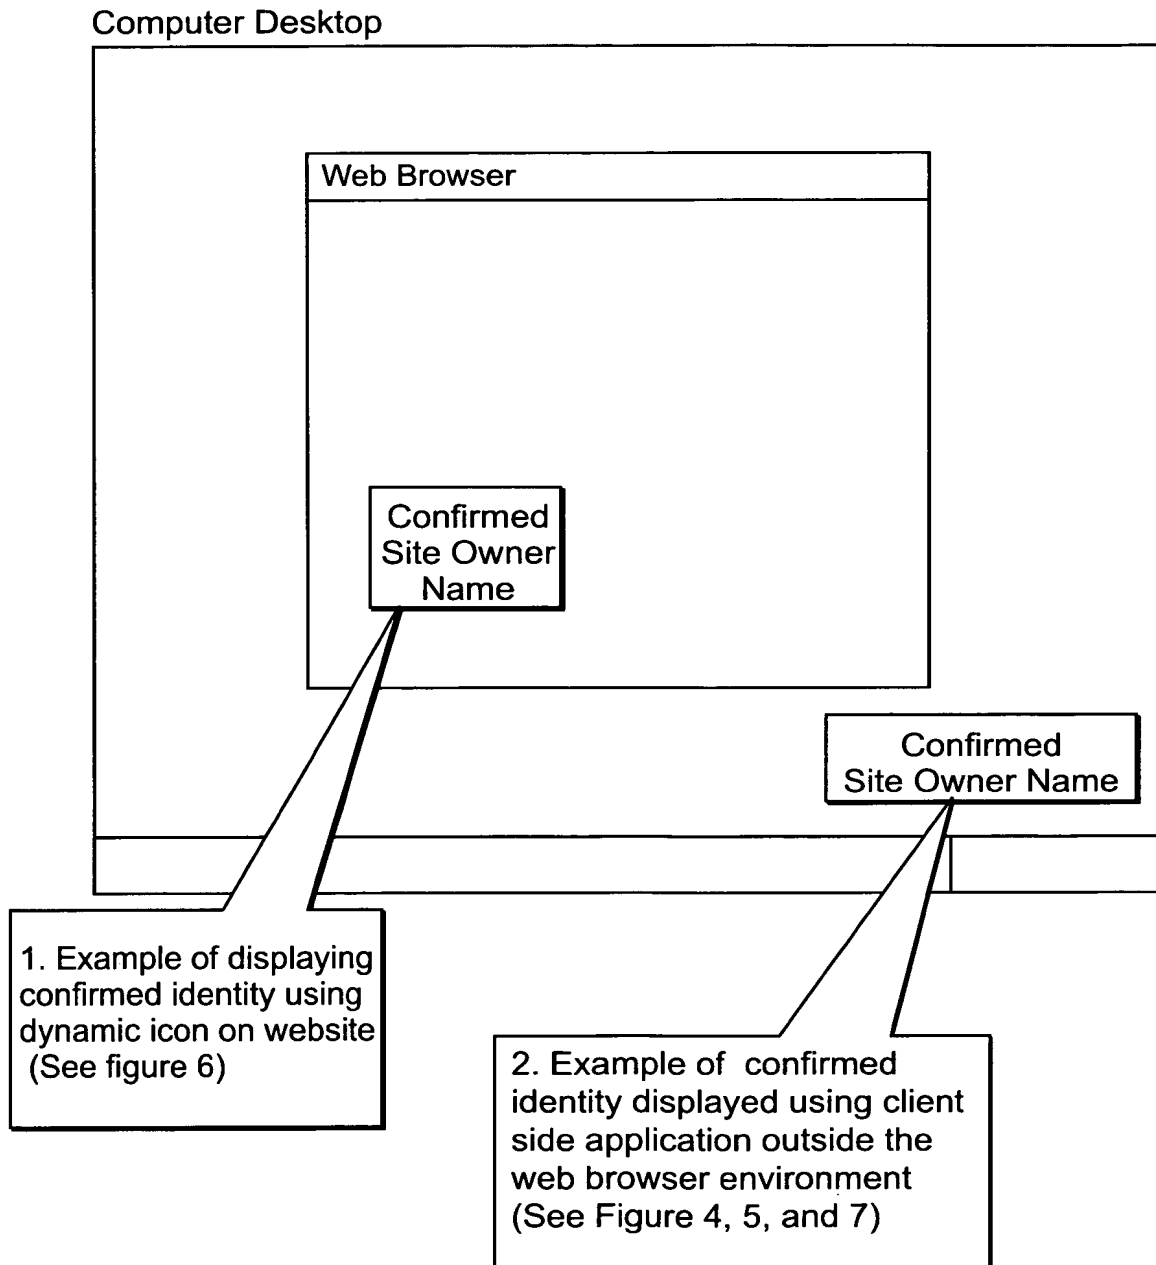 Computer Desktop
Web Browser
Confirmed
Site Owner
Name
Confirmed
Site Owner Name
1. Example of displaying
confirmed identity using
dynamic icon on website
(See figure 6)
2. Example of confirmed
identity displayed using client
side application outside the
web browser environment
(See Figure 4, 5, and 7)